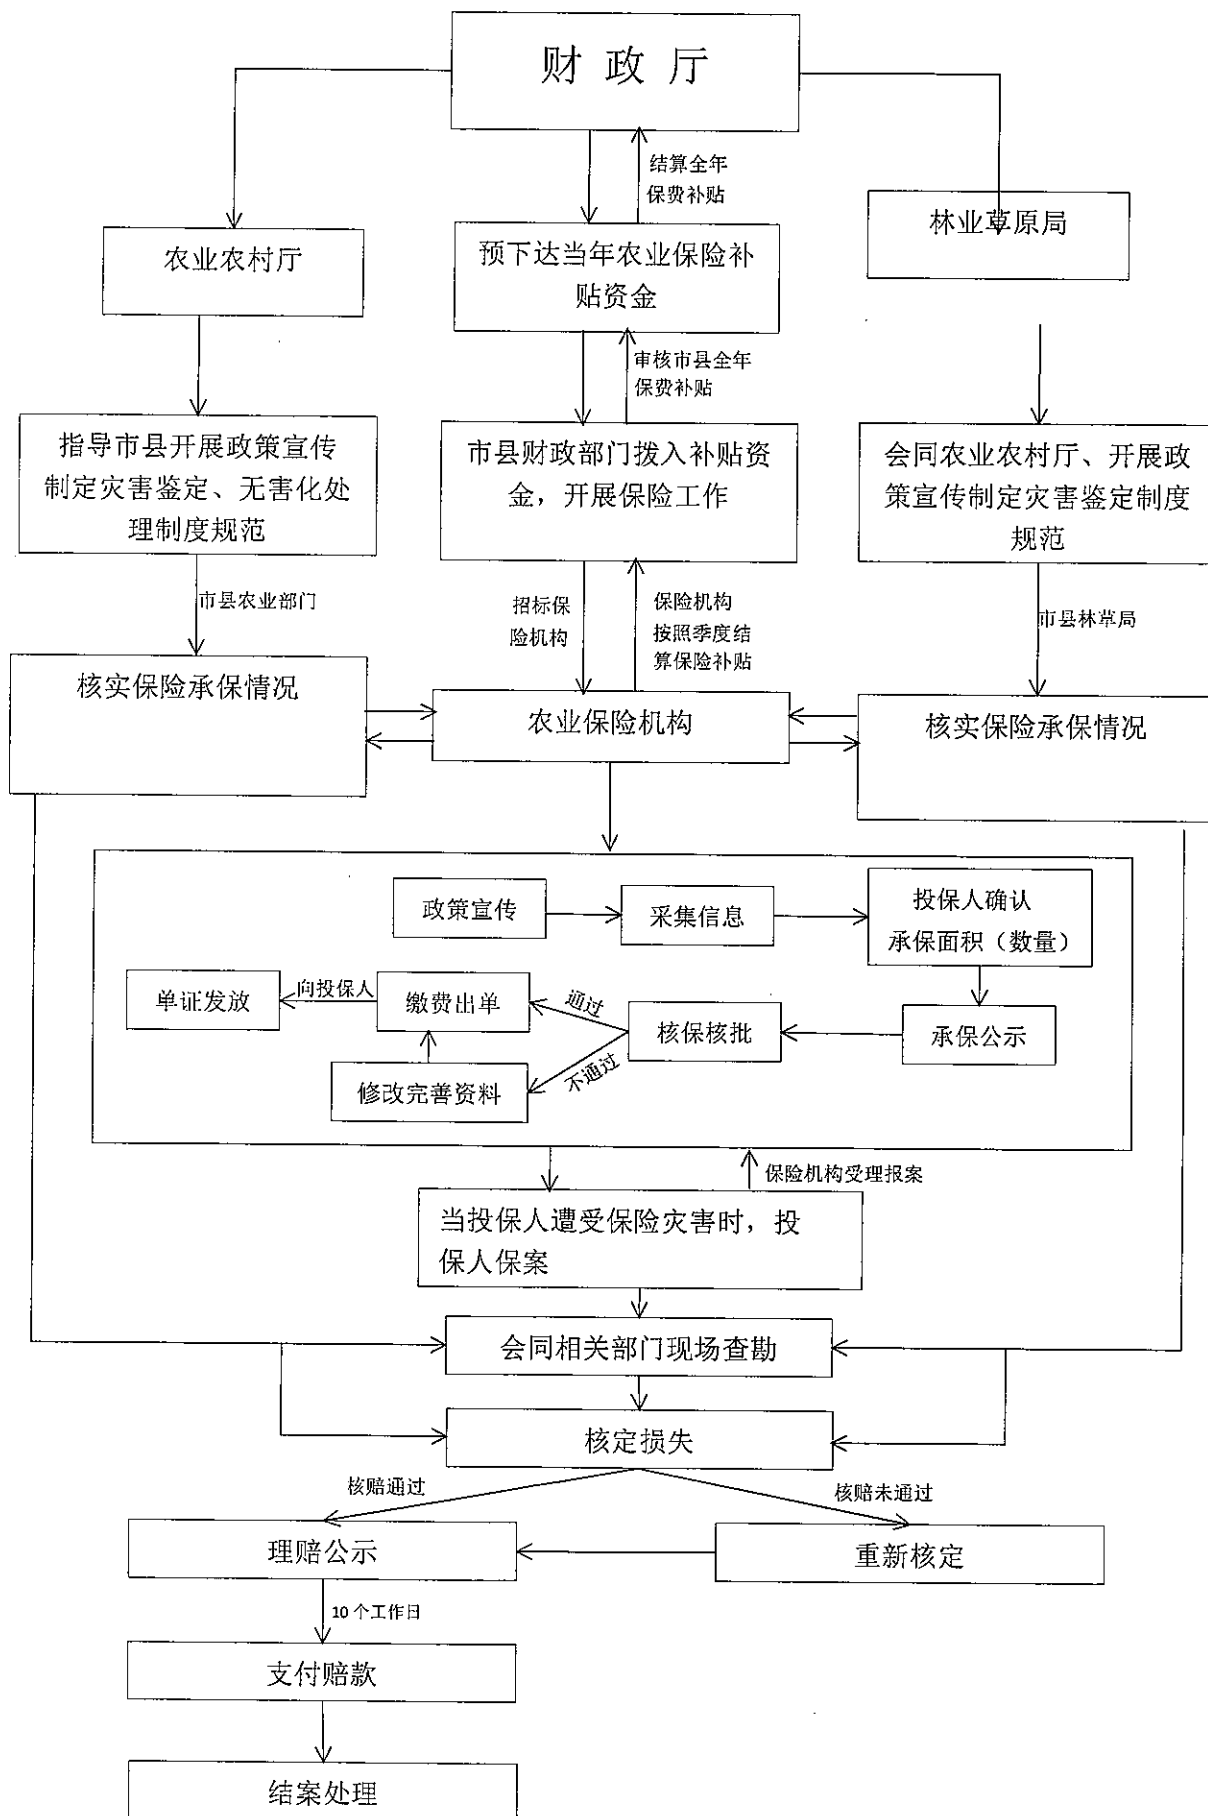 财 政 厅
结算全年
保费补贴
农业农村厅
预下达当年农业保险补
贴资金
林业草原局
审核市县全年
保费补贴
指导市县开展政策宣传
制定灾害鉴定、无害化处
理制度规范
市县财政部门拨入补贴资
金，开展保险工作
会同农业农村厅、开展政
策宣传制定灾害鉴定制度
规范
市县农业部门
招标保
险机构
保险机构
按照季度结
算保险补贴
市县林草局
核实保险承保情况
农业保险机构
核实保险承保情况
政策宣传
采集信息
投保人确认
承保面积（数量）
单证发放
向投保人
缴费出单
通过
核保核批
承保公示
不通过
修改完善资料
保险机构受理报案
当投保人遭受保险灾害时，投
保人保案
会同相关部门现场查勘
核定损失
核赔通过
核赔未通过
理赔公示
重新核定
10 个工作日
支付赔款
结案处理